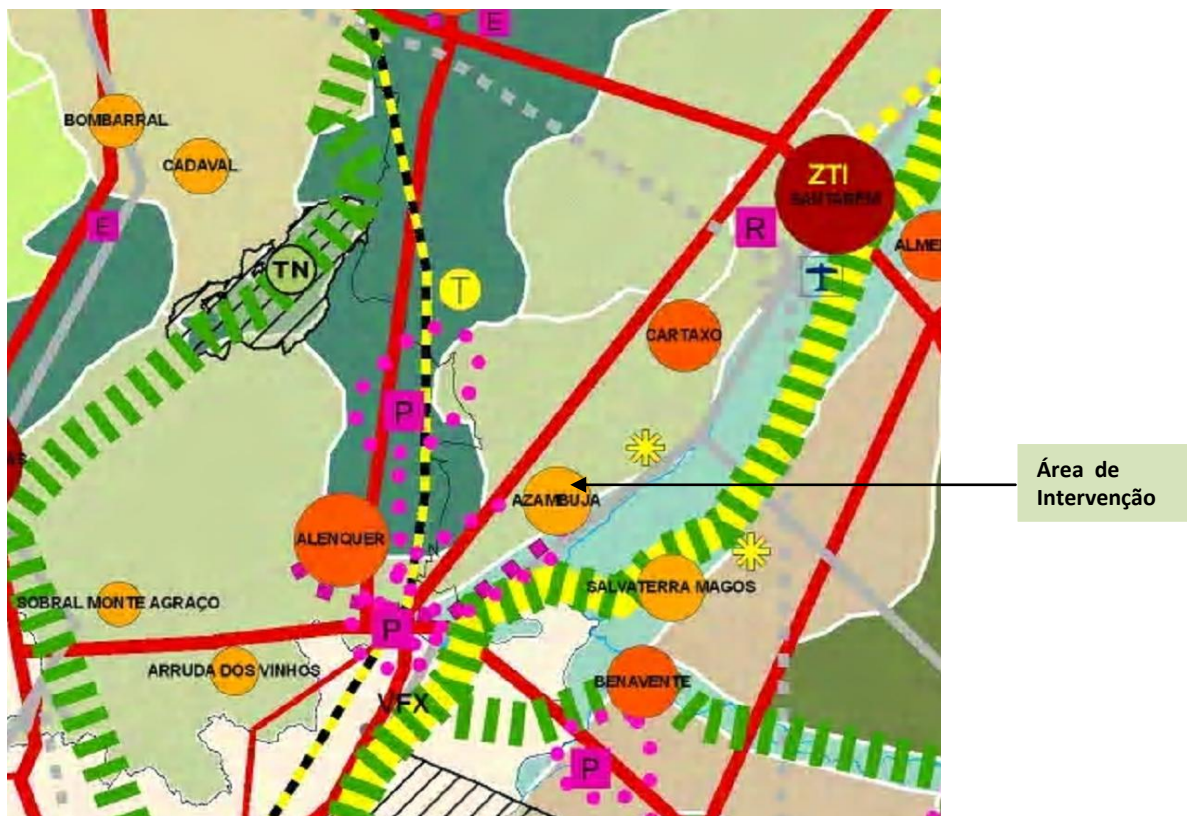 E
BOMBARRAL
CADAVAL
ZTI
SANTAREM
E
R
ALME
TN
T
CARTAXO
P
AZAMBUJA
Área de
Intervenção
ALENQUER
N
SALVATERRA MAGOS
SOBRAL MONTE AGRAÇO
P
ARRUDA DOS VINHOS
BENAVENTE
VFX
P